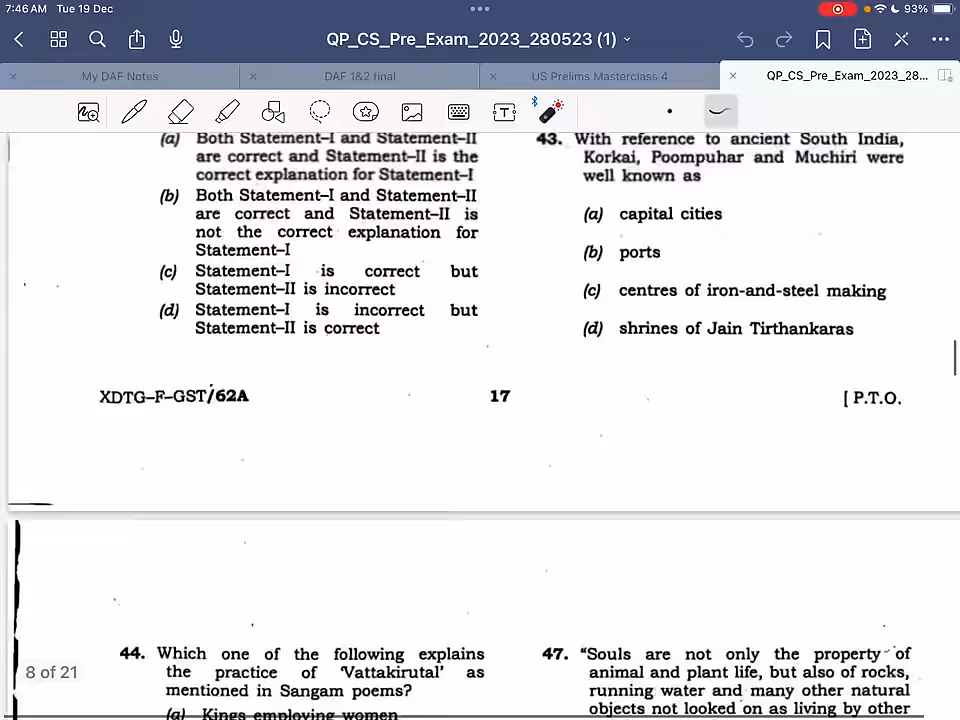 7:46 AM Tue 19 Dec
93%
QP_CS_Pre_Exam_2023_280523 (1)
My DAF Notes
DAF 1&2 final
US Prelims Masterclass 4
QP_CS_Pre_Exam_2023_28...
(a) Both Statement-I and Statement-II
are correct and Statement-II is the
correct explanation for Statement-I
(b) Both Statement-I and Statement-II
are correct and Statement-II is
not the correct explanation for
Statement-I
(c) Statement-I is correct but
Statement-II is incorrect
(d) Statement-I is incorrect but
Statement-II is correct
43. With reference to ancient South India,
Korkai, Poompuhar and Muchiri were
well known as
(a) capital cities
(b) ports
(c) centres of iron-and-steel making
(d) shrines of Jain Tirthankaras
XDTG-F-GST/62A
17
[ P.T.O.
44. Which one of the following explains
the practice of 'Vattakirutal' as
mentioned in Sangam poems?
(a) Kings employing women
47. "Souls are not only the property of
animal and plant life, but also of rocks,
running water and many other natural
objects not looked on as living by other
8 of 21